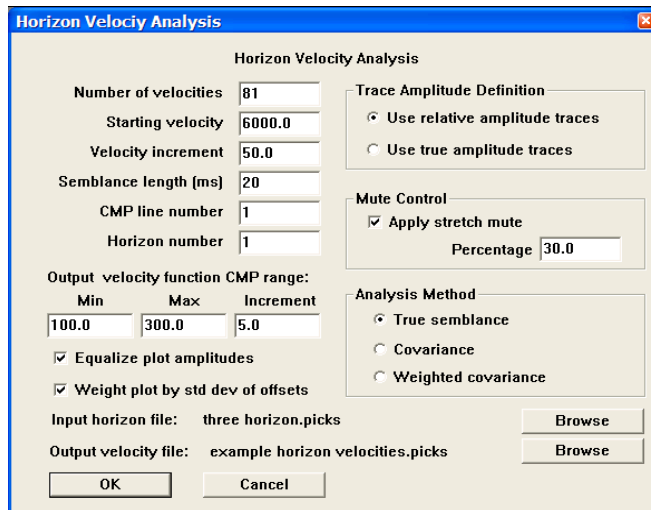 Horizon Velociy Analysis
Horizon Velocity Analysis
Number of velocities 81
Starting velocity 6000.0
Velocity increment 50.0
Semblance length (ms) 20
CMP line number 1
Horizon number 1
Output velocity function CMP range:
Min Max Increment
100.0 300.0 5.0
Equalize plot amplitudes
Weight plot by std dev of offsets
Trace Amplitude Definition
Use relative amplitude traces
Use true amplitude traces
Mute Control
Apply stretch mute
Percentage 30.0
Analysis Method
True semblance
Covariance
Weighted covariance
Input horizon file: three horizon.picks Browse
Output velocity file: example horizon velocities.picks Browse
OK Cancel